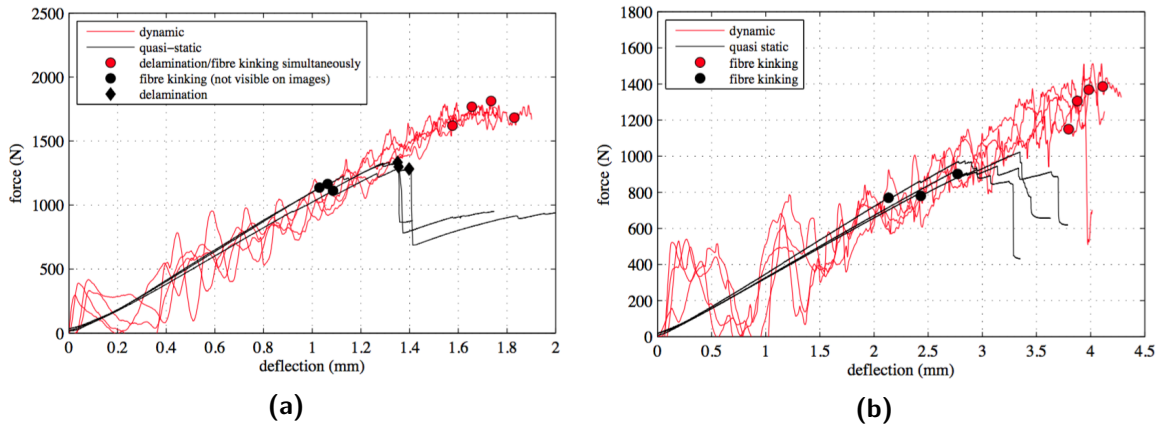 2500
2000
1500
1000
500
0
force (N)
dynamic
quasi−static
delamination/fibre kinking simultaneously
fibre kinking (not visible on images)
delamination
0 0.2 0.4 0.6 0.8 1 1.2 1.4 1.6 1.8 2
deflection (mm)
(a)
1800
1600
1400
1200
1000
800
600
400
200
0
force (N)
dynamic
quasi static
fibre kinking
fibre kinking
0 0.5 1 1.5 2 2.5 3 3.5 4 4.5
deflection (mm)
(b)